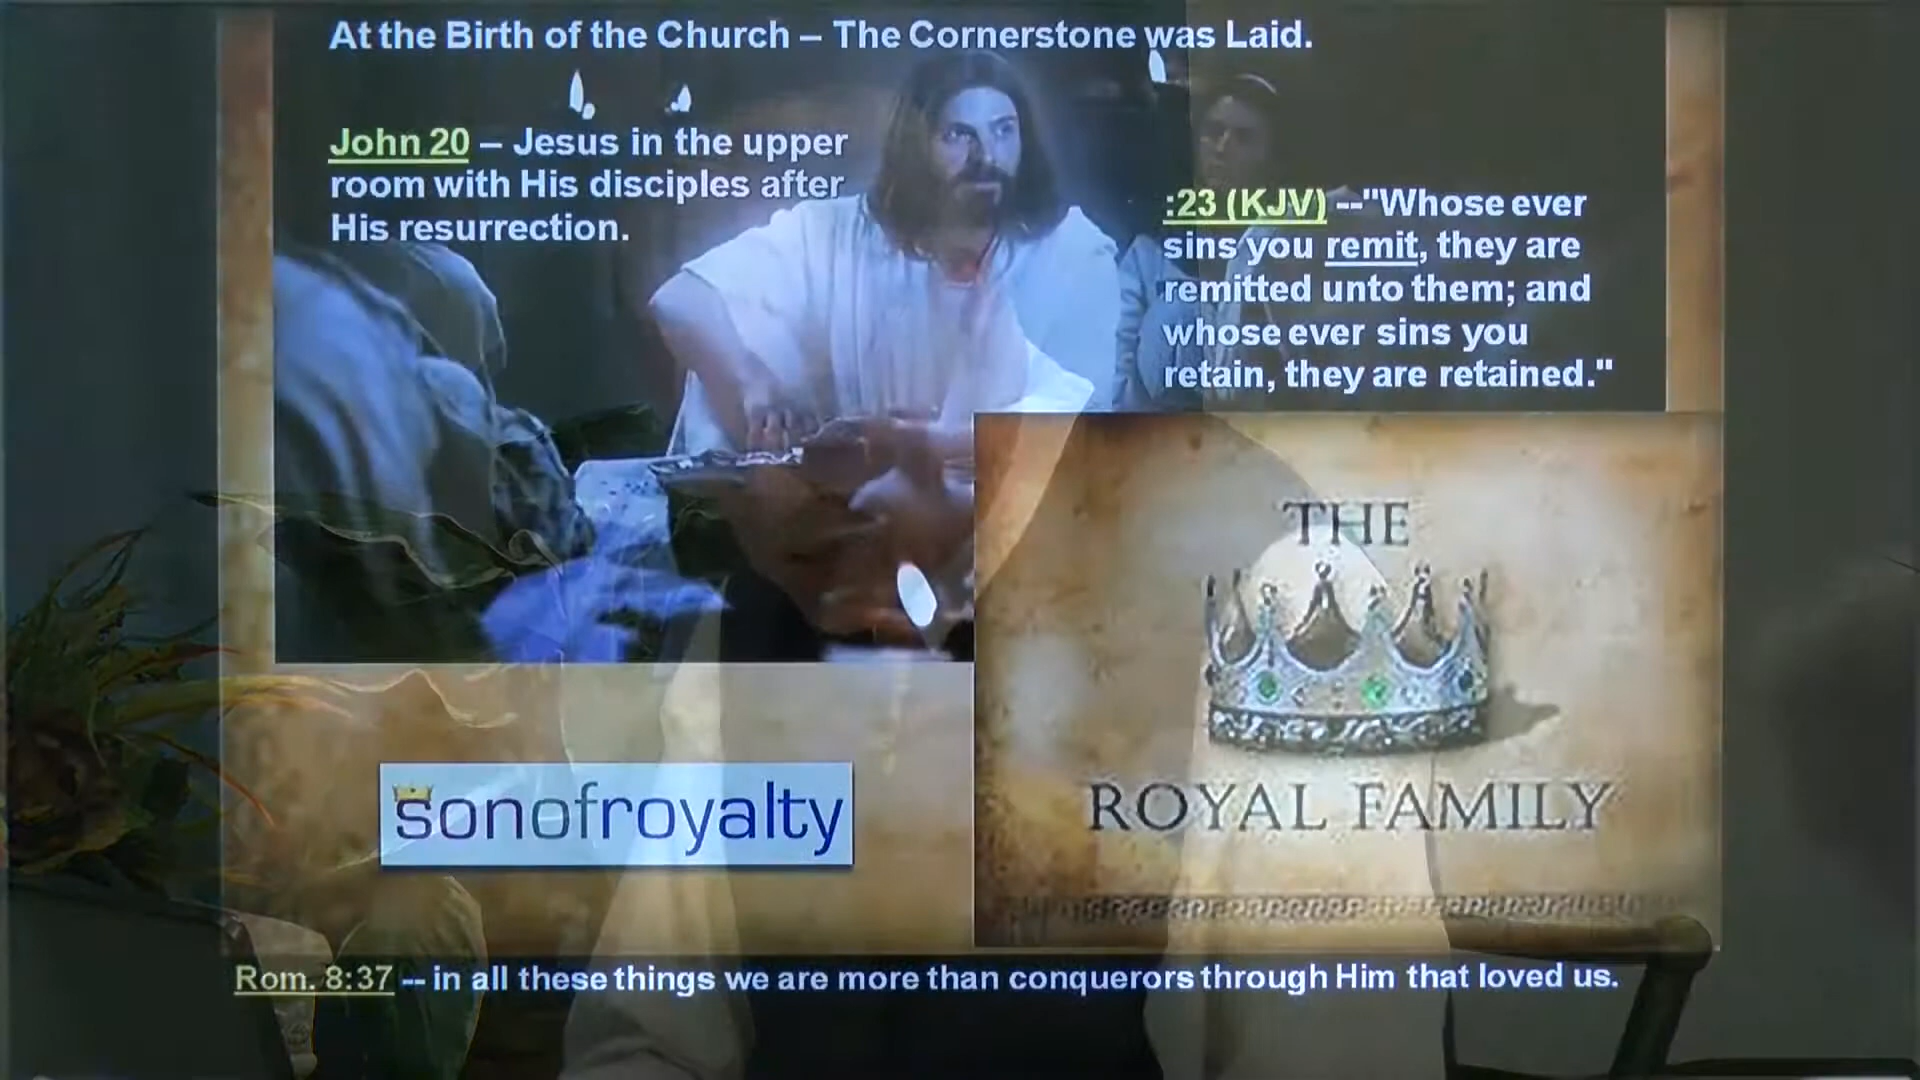 At the Birth of the Church – The Cornerstone was Laid.
John 20 – Jesus in the upper
room with His disciples after
His resurrection.
:23 (KJV) --"Whose ever
sins you remit, they are
remitted unto them; and
whose ever sins you
retain, they are retained."
THE
ROYAL FAMILY
sonofroyalty
Rom. 8:37 -- in all these things we are more than conquerors through Him that loved us.